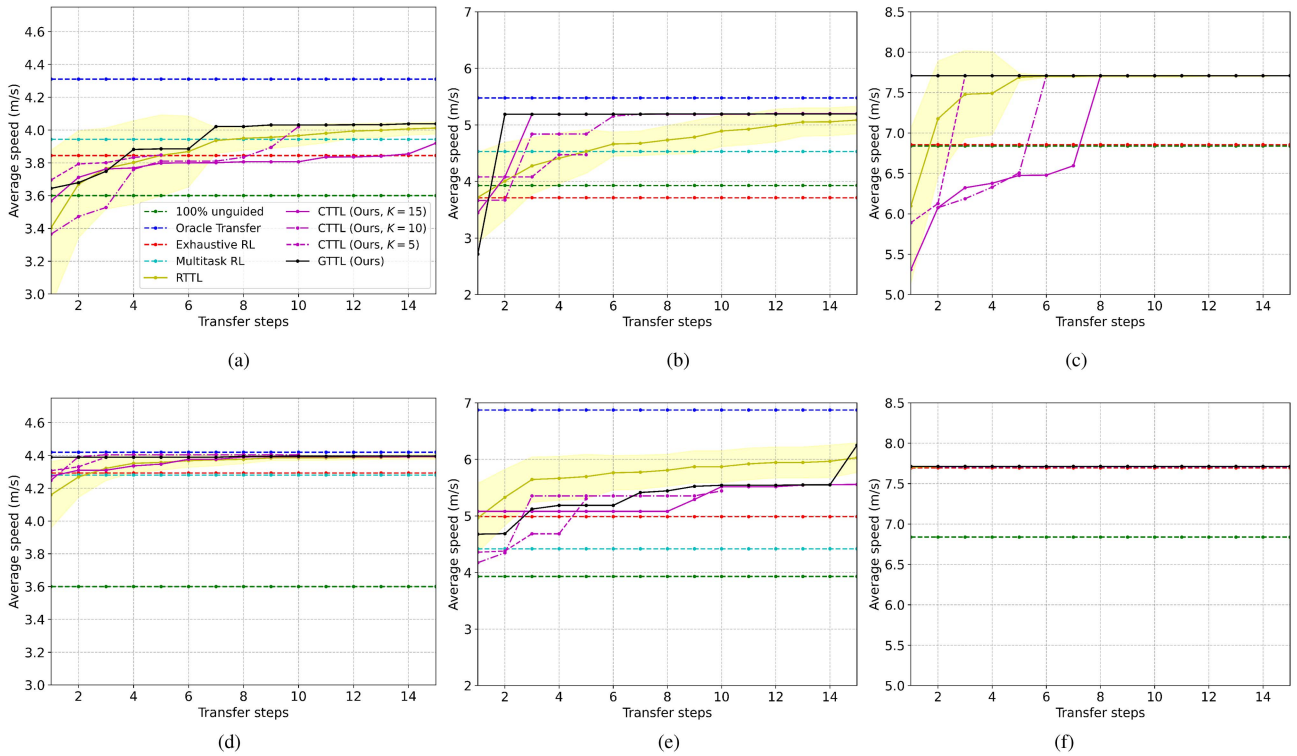 4.6
4.4
4.2
4.0
3.8
3.6
3.4
3.2
3.0
Average speed (m/s)
2 4 6 8 10 12 14
Transfer steps
100% unguided
Oracle Transfer
Exhaustive RL
Multitask RL
RTTL
CTTL (Ours, K = 15)
CTTL (Ours, K = 10)
CTTL (Ours, K = 5)
GTTL (Ours)
(a)
7
6
5
4
3
2
Average speed (m/s)
2 4 6 8 10 12 14
Transfer steps
(b)
8.5
8.0
7.5
7.0
6.5
6.0
5.5
5.0
Average speed (m/s)
2 4 6 8 10 12 14
Transfer steps
(c)
4.6
4.4
4.2
4.0
3.8
3.6
3.4
3.2
3.0
Average speed (m/s)
2 4 6 8 10 12 14
Transfer steps
(d)
7
6
5
4
3
2
Average speed (m/s)
2 4 6 8 10 12 14
Transfer steps
(e)
8.5
8.0
7.5
7.0
6.5
6.0
5.5
5.0
Average speed (m/s)
2 4 6 8 10 12 14
Transfer steps
(f)